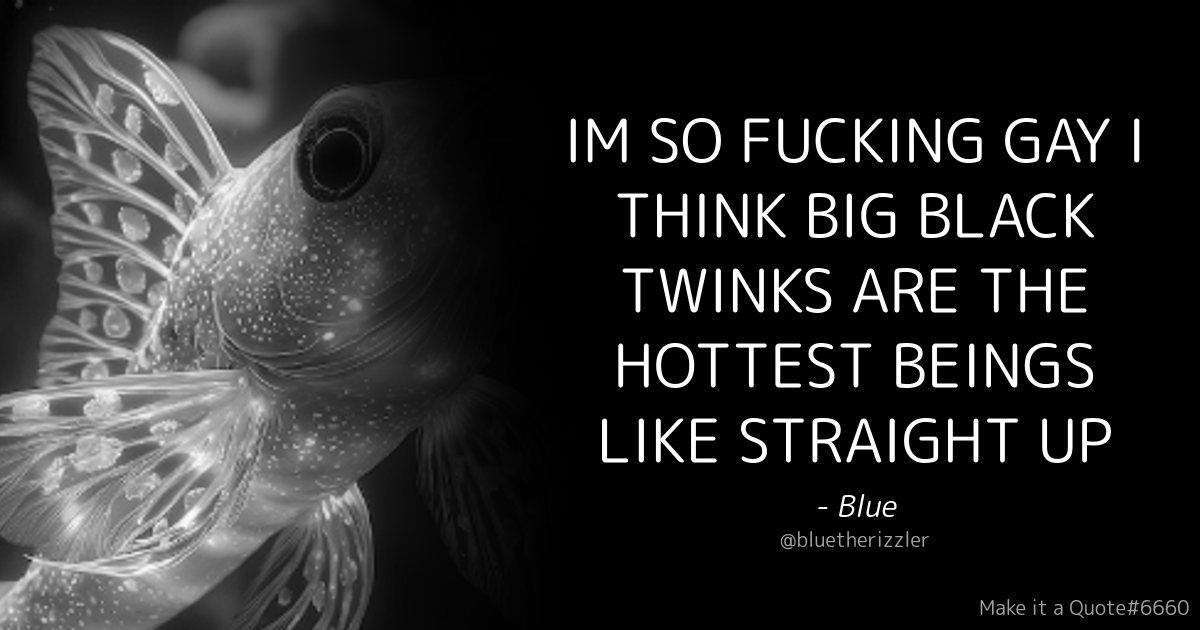 IM SO FUCKING GAY I
THINK BIG BLACK
TWINKS ARE THE
HOTTEST BEINGS
LIKE STRAIGHT UP
- Blue
@bluetherizzler
Make it a Quote#6660